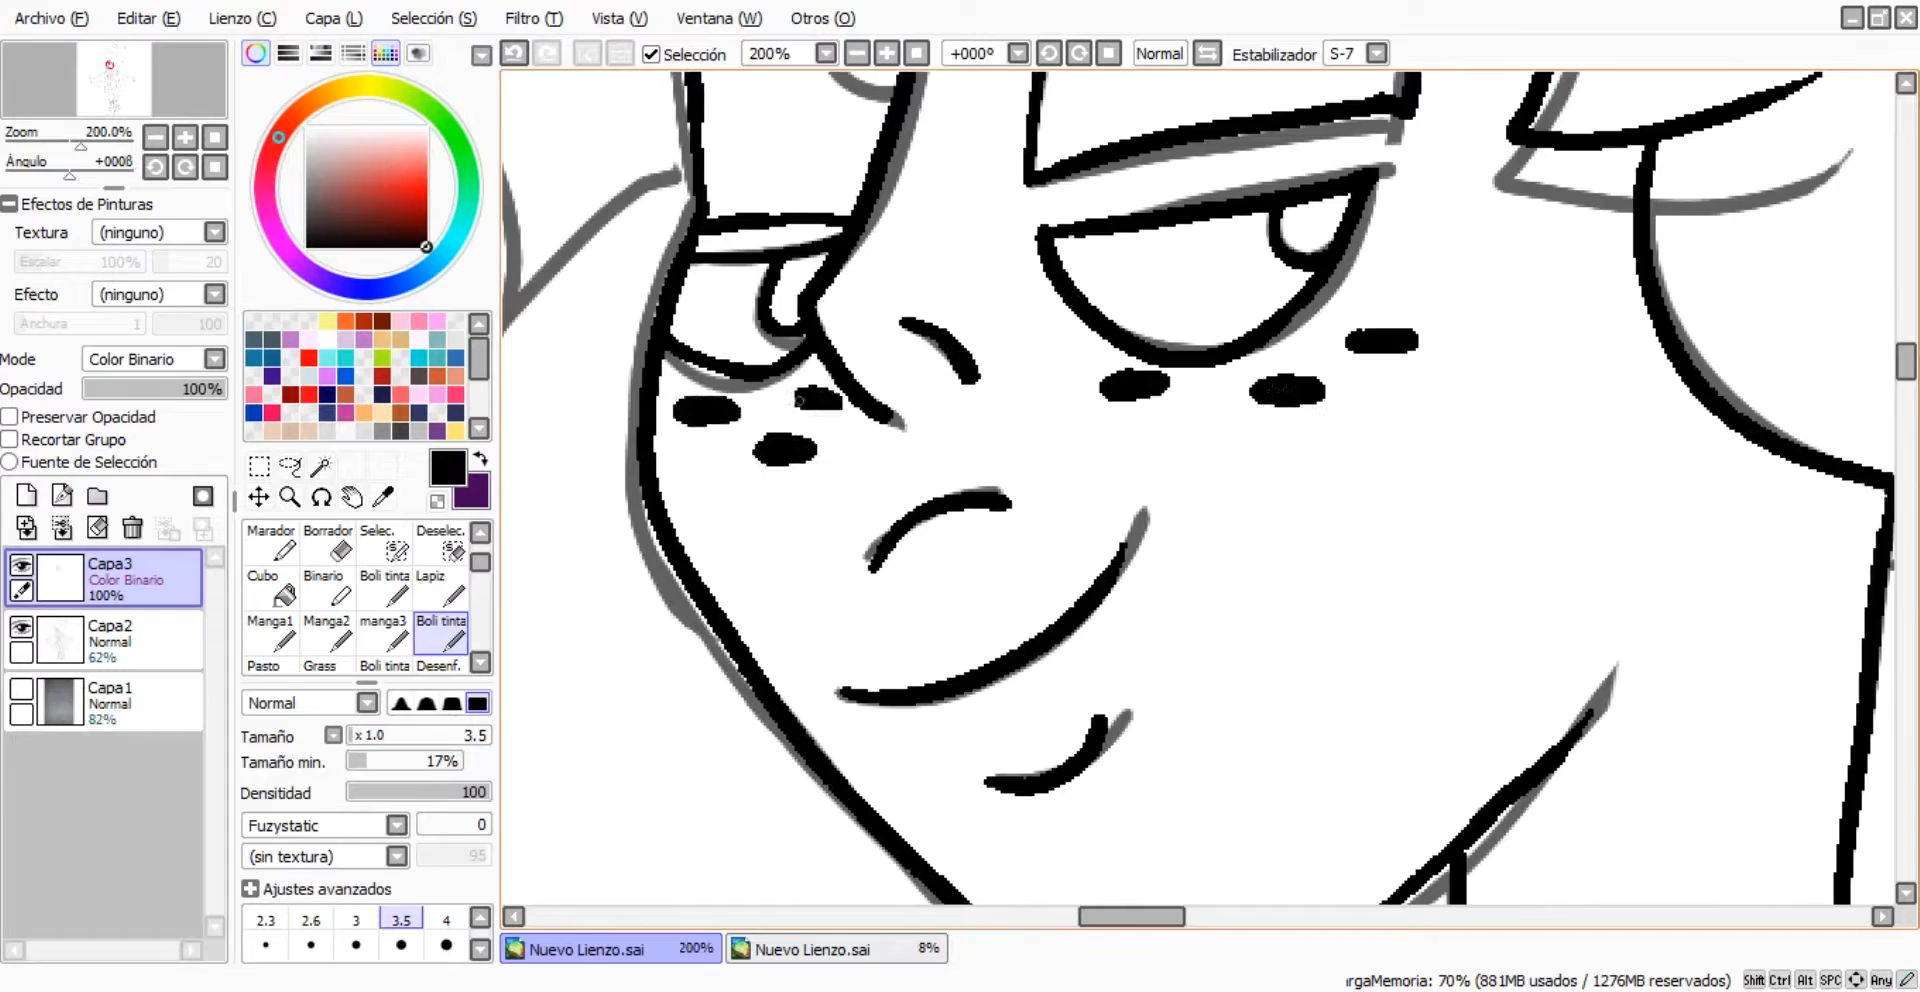 Archivo (F) Editar (E) Lienzo (C) Capa (L) Selección (S) Filtro (T) Vista (V) Ventana (W) Otros (O)
Selección 200% +000º Normal Estabilizador S-7
Zoom 200.0%
Ángulo +000ß
Efectos de Pinturas
Textura (ninguno)
Escalar 100% 20
Efecto (ninguno)
Anchura 1 100
Mode Color Binario
Opacidad 100%
Preservar Opacidad
Recortar Grupo
Fuente de Selección
Capa3
Color Binario
100%
Capa2
Normal
62%
Capa1
Normal
82%
Marador Borrador Selec. Deselec.
Cubo Binario Boli tinta Lapiz
Manga1 Manga2 manga3 Boli tinta
Pasto Grass Boli tinta Desenf.
Normal
Tamaño x 1.0 3.5
Tamaño min. 17%
Densitidad 100
Fuzystatic 0
(sin textura) 95
Ajustes avanzados
2.3 2.6 3 3.5 4
Nuevo Lienzo.sai 200% Nuevo Lienzo.sai 8%
ırgaMemoria: 70% (881MB usados / 1276MB reservados) Shift Ctrl Alt SPC Any